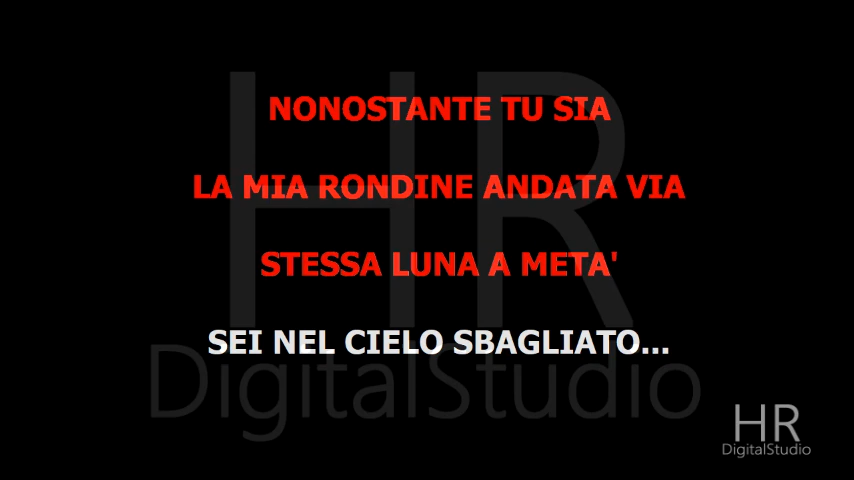 NONOSTANTE TU SIA
LA MIA RONDINE ANDATA VIA
STESSA LUNA A META'
SEI NEL CIELO SBAGLIATO...
HR
DigitalStudio
HR
DigitalStudio